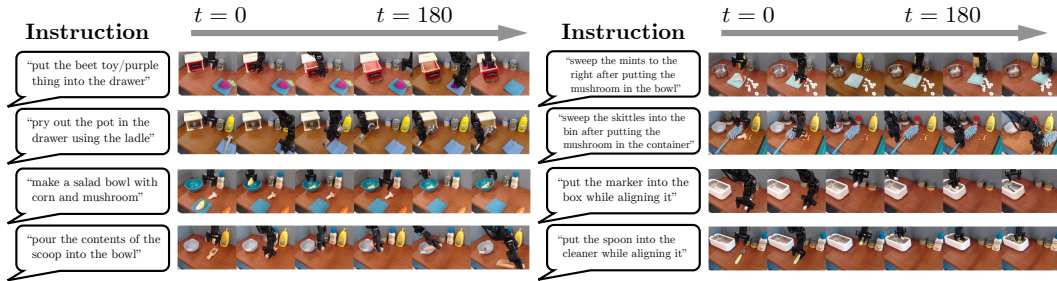 t = 0
t = 180
Instruction
“put the beet toy/purple
thing into the drawer”
“pry out the pot in the
drawer using the ladle”
“make a salad bowl with
corn and mushroom”
“pour the contents of the
scoop into the bowl”
t = 0
t = 180
Instruction
“sweep the mints to the
right after putting the
mushroom in the bowl”
“sweep the skittles into the
bin after putting the
mushroom in the container”
“put the marker into the
box while aligning it”
“put the spoon into the
cleaner while aligning it”